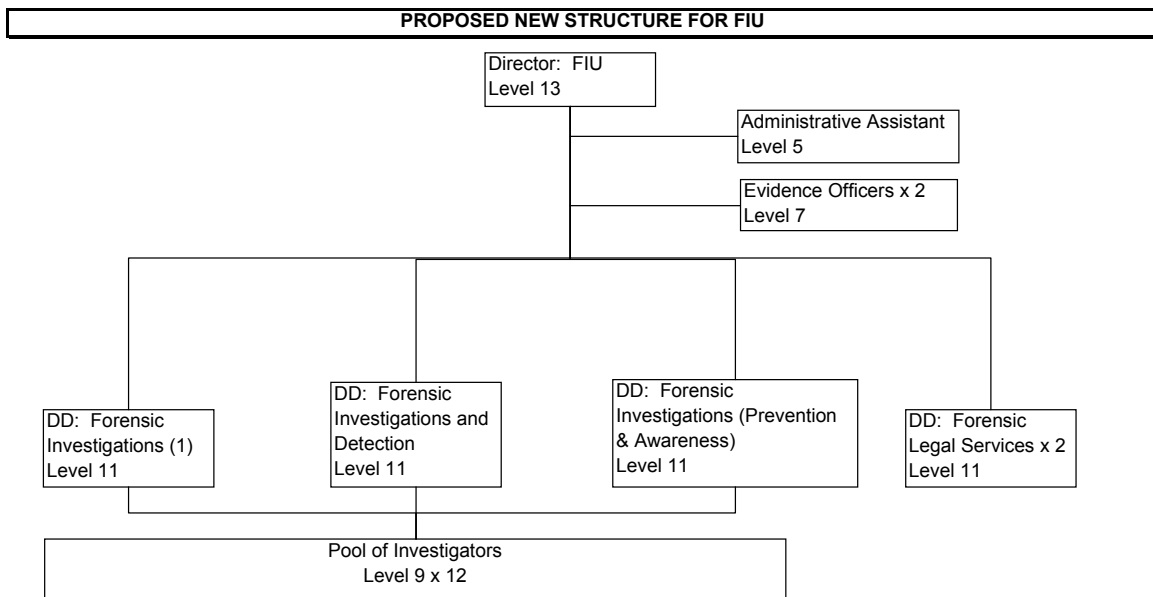 PROPOSED NEW STRUCTURE FOR FIU
Director: FIU
Level 13
Administrative Assistant
Level 5
Evidence Officers x 2
Level 7
DD: Forensic
Investigations (1)
Level 11
DD: Forensic
Investigations and
Detection
Level 11
DD: Forensic
Investigations (Prevention
& Awareness)
Level 11
DD: Forensic
Legal Services x 2
Level 11
Pool of Investigators
Level 9 x 12